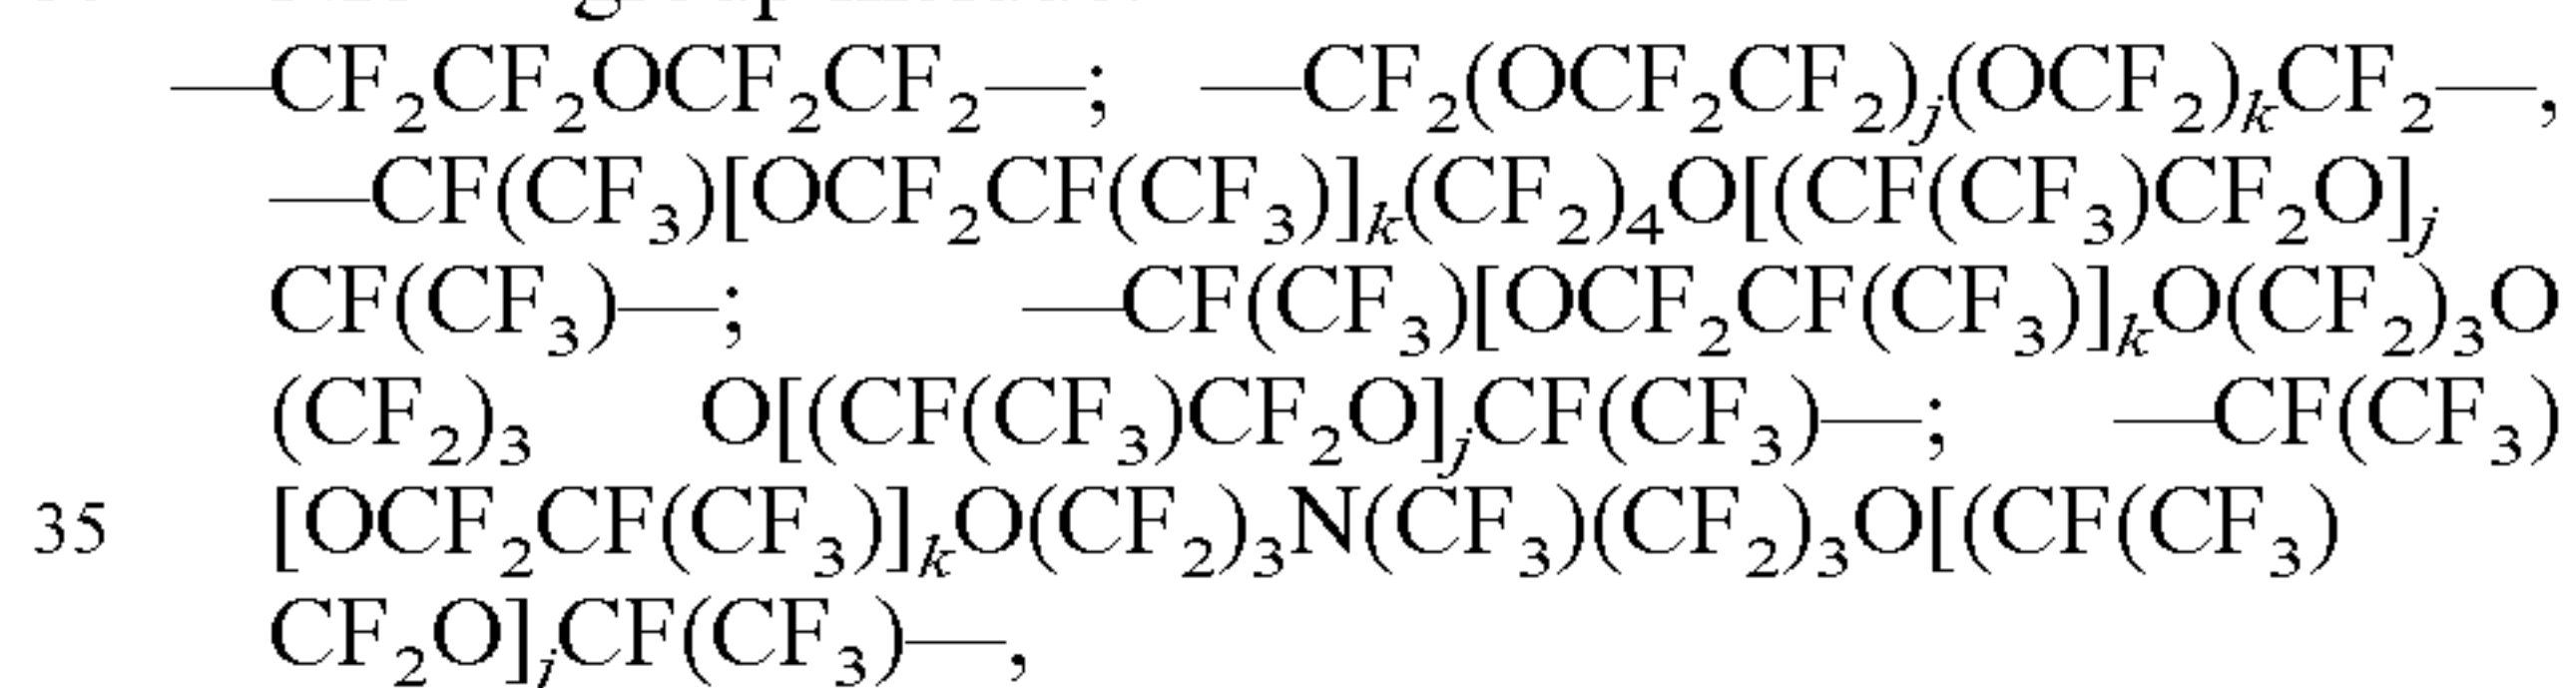 —CF₂CF₂OCF₂CF₂—; —CF₂(OCF₂CF₂)ⱼ(OCF₂)ₖCF₂—,
—CF(CF₃)[OCF₂CF(CF₃)]ₖ(CF₂)₄O[(CF(CF₃)CF₂O]ⱼ
CF(CF₃)—; —CF(CF₃)[OCF₂CF(CF₃)]ₖO(CF₂)₃O
(CF₂)₃ O[(CF(CF₃)CF₂O]ⱼCF(CF₃)—; —CF(CF₃)
35 [OCF₂CF(CF₃)]ₖO(CF₂)₃N(CF₃)(CF₂)₃O[(CF(CF₃)
CF₂O]ⱼCF(CF₃)—,